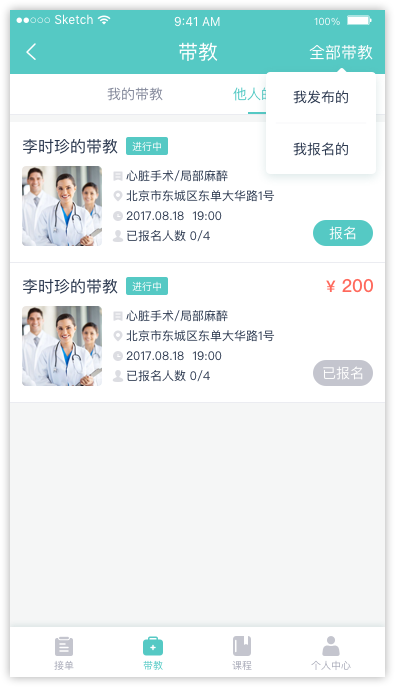 Sketch 9:41 AM 100%
带教 全部带教
我的带教 他人的
我发布的
我报名的
李时珍的带教 进行中
心脏手术/局部麻醉
北京市东城区东单大华路1号
2017.08.18 19:00
已报名人数 0/4
报名
李时珍的带教 进行中 ¥ 200
心脏手术/局部麻醉
北京市东城区东单大华路1号
2017.08.18 19:00
已报名人数 0/4
已报名
接单 带教 课程 个人中心